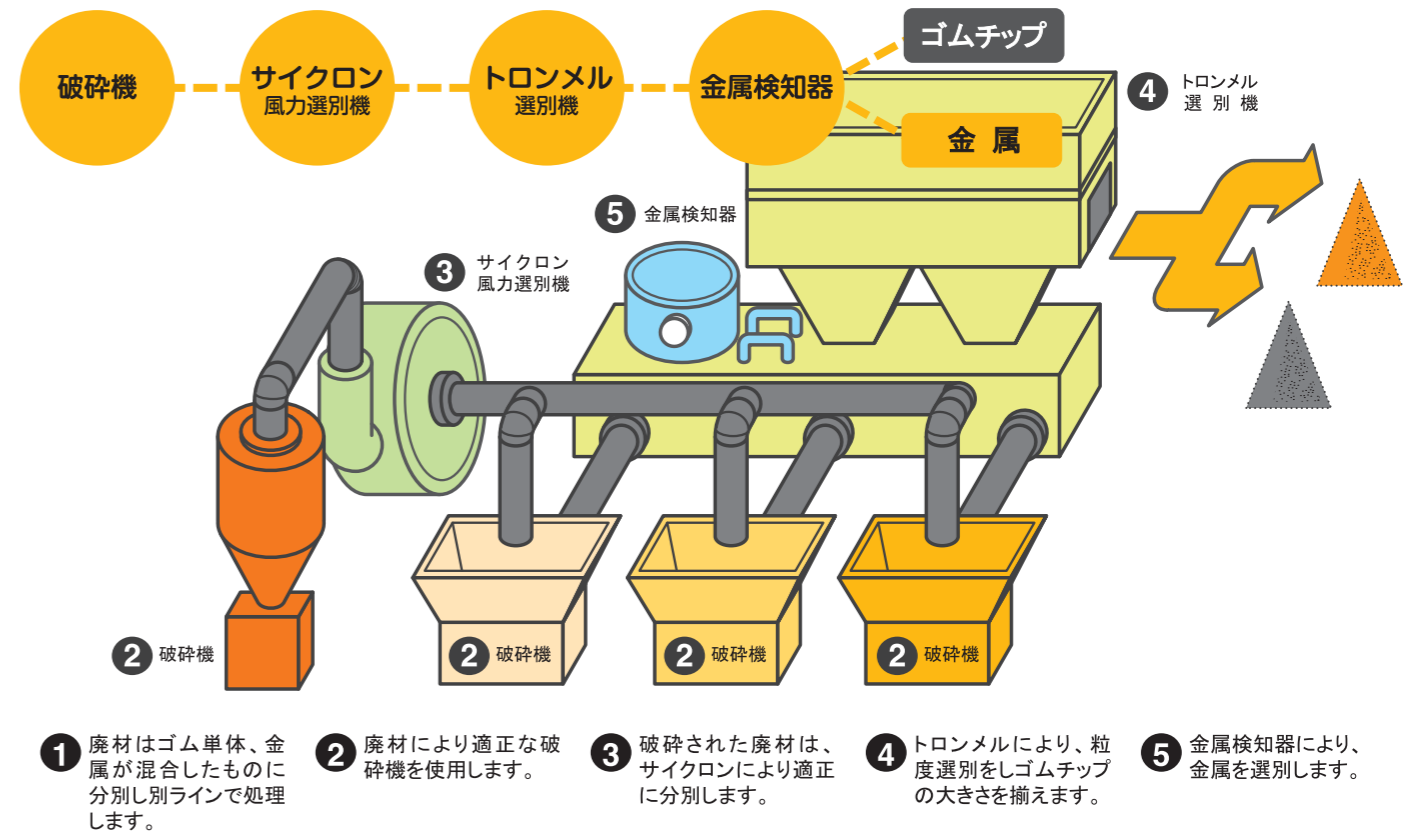 破砕機
サイクロン
風力選別機
トロンメル
選別機
金属検知器
ゴムチップ
金 属
4 トロンメル
選 別 機
5 金属検知器
3 サイクロン
風力選別機
2 破砕機
2 破砕機
2 破砕機
2 破砕機
1 廃材はゴム単体、金
属が混合したものに
分別し別ラインで処理
します。
2 廃材により適正な破
砕機を使用します。
3 破砕された廃材は、
サイクロンにより適正
に分別します。
4 トロンメルにより、粒
度選別をしゴムチップ
の大きさを揃えます。
5 金属検知器により、
金属を選別します。